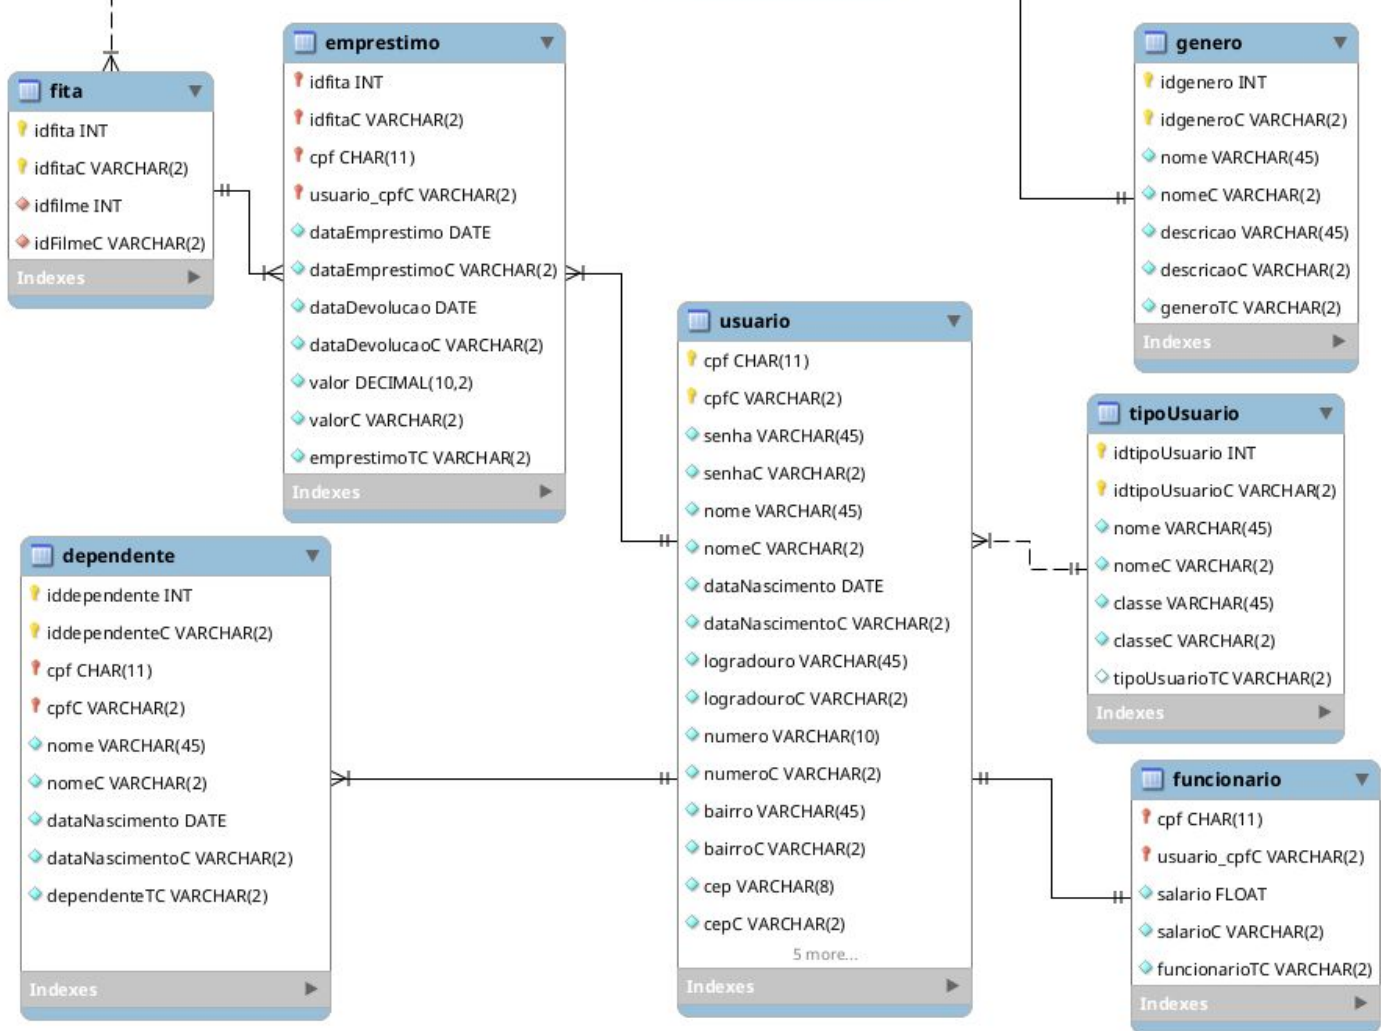 fita
idfita INT
idfitaC VARCHAR(2)
idfilme INT
idFilmeC VARCHAR(2)
Indexes
emprestimo
idfita INT
idfitaC VARCHAR(2)
cpf CHAR(11)
usuario_cpfC VARCHAR(2)
dataEmprestimo DATE
dataEmprestimoC VARCHAR(2)
dataDevolucao DATE
dataDevolucaoC VARCHAR(2)
valor DECIMAL(10,2)
valorC VARCHAR(2)
emprestimoTC VARCHAR(2)
Indexes
genero
idgenero INT
idgeneroC VARCHAR(2)
nome VARCHAR(45)
nomeC VARCHAR(2)
descricao VARCHAR(45)
descricaoC VARCHAR(2)
generoTC VARCHAR(2)
Indexes
usuario
cpf CHAR(11)
cpfC VARCHAR(2)
senha VARCHAR(45)
senhaC VARCHAR(2)
nome VARCHAR(45)
nomeC VARCHAR(2)
dataNascimento DATE
dataNascimentoC VARCHAR(2)
logradouro VARCHAR(45)
logradouroC VARCHAR(2)
numero VARCHAR(10)
numeroC VARCHAR(2)
bairro VARCHAR(45)
bairroC VARCHAR(2)
cep VARCHAR(8)
cepC VARCHAR(2)
5 more...
Indexes
tipoUsuario
idtipoUsuario INT
idtipoUsuarioC VARCHAR(2)
nome VARCHAR(45)
nomeC VARCHAR(2)
classe VARCHAR(45)
classeC VARCHAR(2)
tipoUsuarioTC VARCHAR(2)
Indexes
dependente
iddependente INT
iddependenteC VARCHAR(2)
cpf CHAR(11)
cpfC VARCHAR(2)
nome VARCHAR(45)
nomeC VARCHAR(2)
dataNascimento DATE
dataNascimentoC VARCHAR(2)
dependenteTC VARCHAR(2)
Indexes
funcionario
cpf CHAR(11)
usuario_cpfC VARCHAR(2)
salario FLOAT
salarioC VARCHAR(2)
funcionarioTC VARCHAR(2)
Indexes